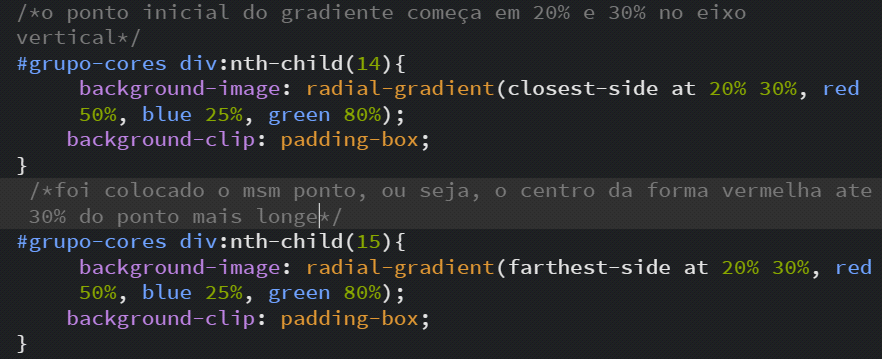 /*o ponto inicial do gradiente começa em 20% e 30% no eixo
vertical*/
#grupo-cores div:nth-child(14){
background-image: radial-gradient(closest-side at 20% 30%, red
50%, blue 25%, green 80%);
background-clip: padding-box;
}
/*foi colocado o msm ponto, ou seja, o centro da forma vermelha ate
30% do ponto mais longe*/
#grupo-cores div:nth-child(15){
background-image: radial-gradient(farthest-side at 20% 30%, red
50%, blue 25%, green 80%);
background-clip: padding-box;
}